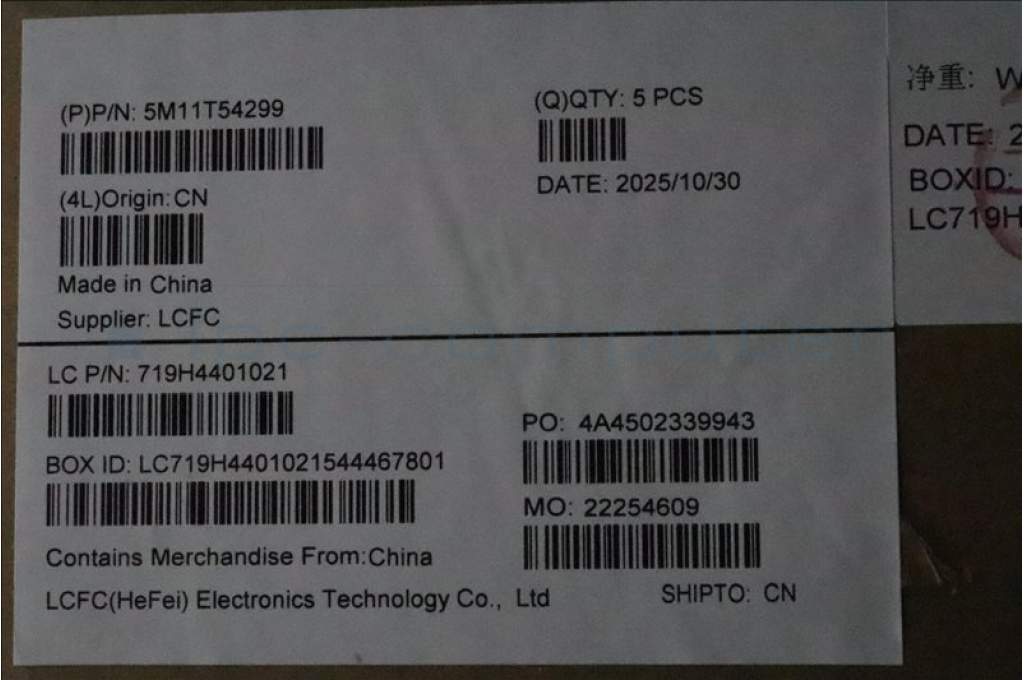 (P)P/N: 5M11T54299
(Q)QTY: 5 PCS
(4L)Origin:CN
DATE: 2025/10/30
Made in China
Supplier: LCFC
LC P/N: 719H4401021
PO: 4A4502339943
BOX ID: LC719H4401021544467801
MO: 22254609
Contains Merchandise From:China
LCFC(HeFei) Electronics Technology Co., Ltd
SHIPTO: CN
净重: W
DATE: 2
BOXID:
LC719H